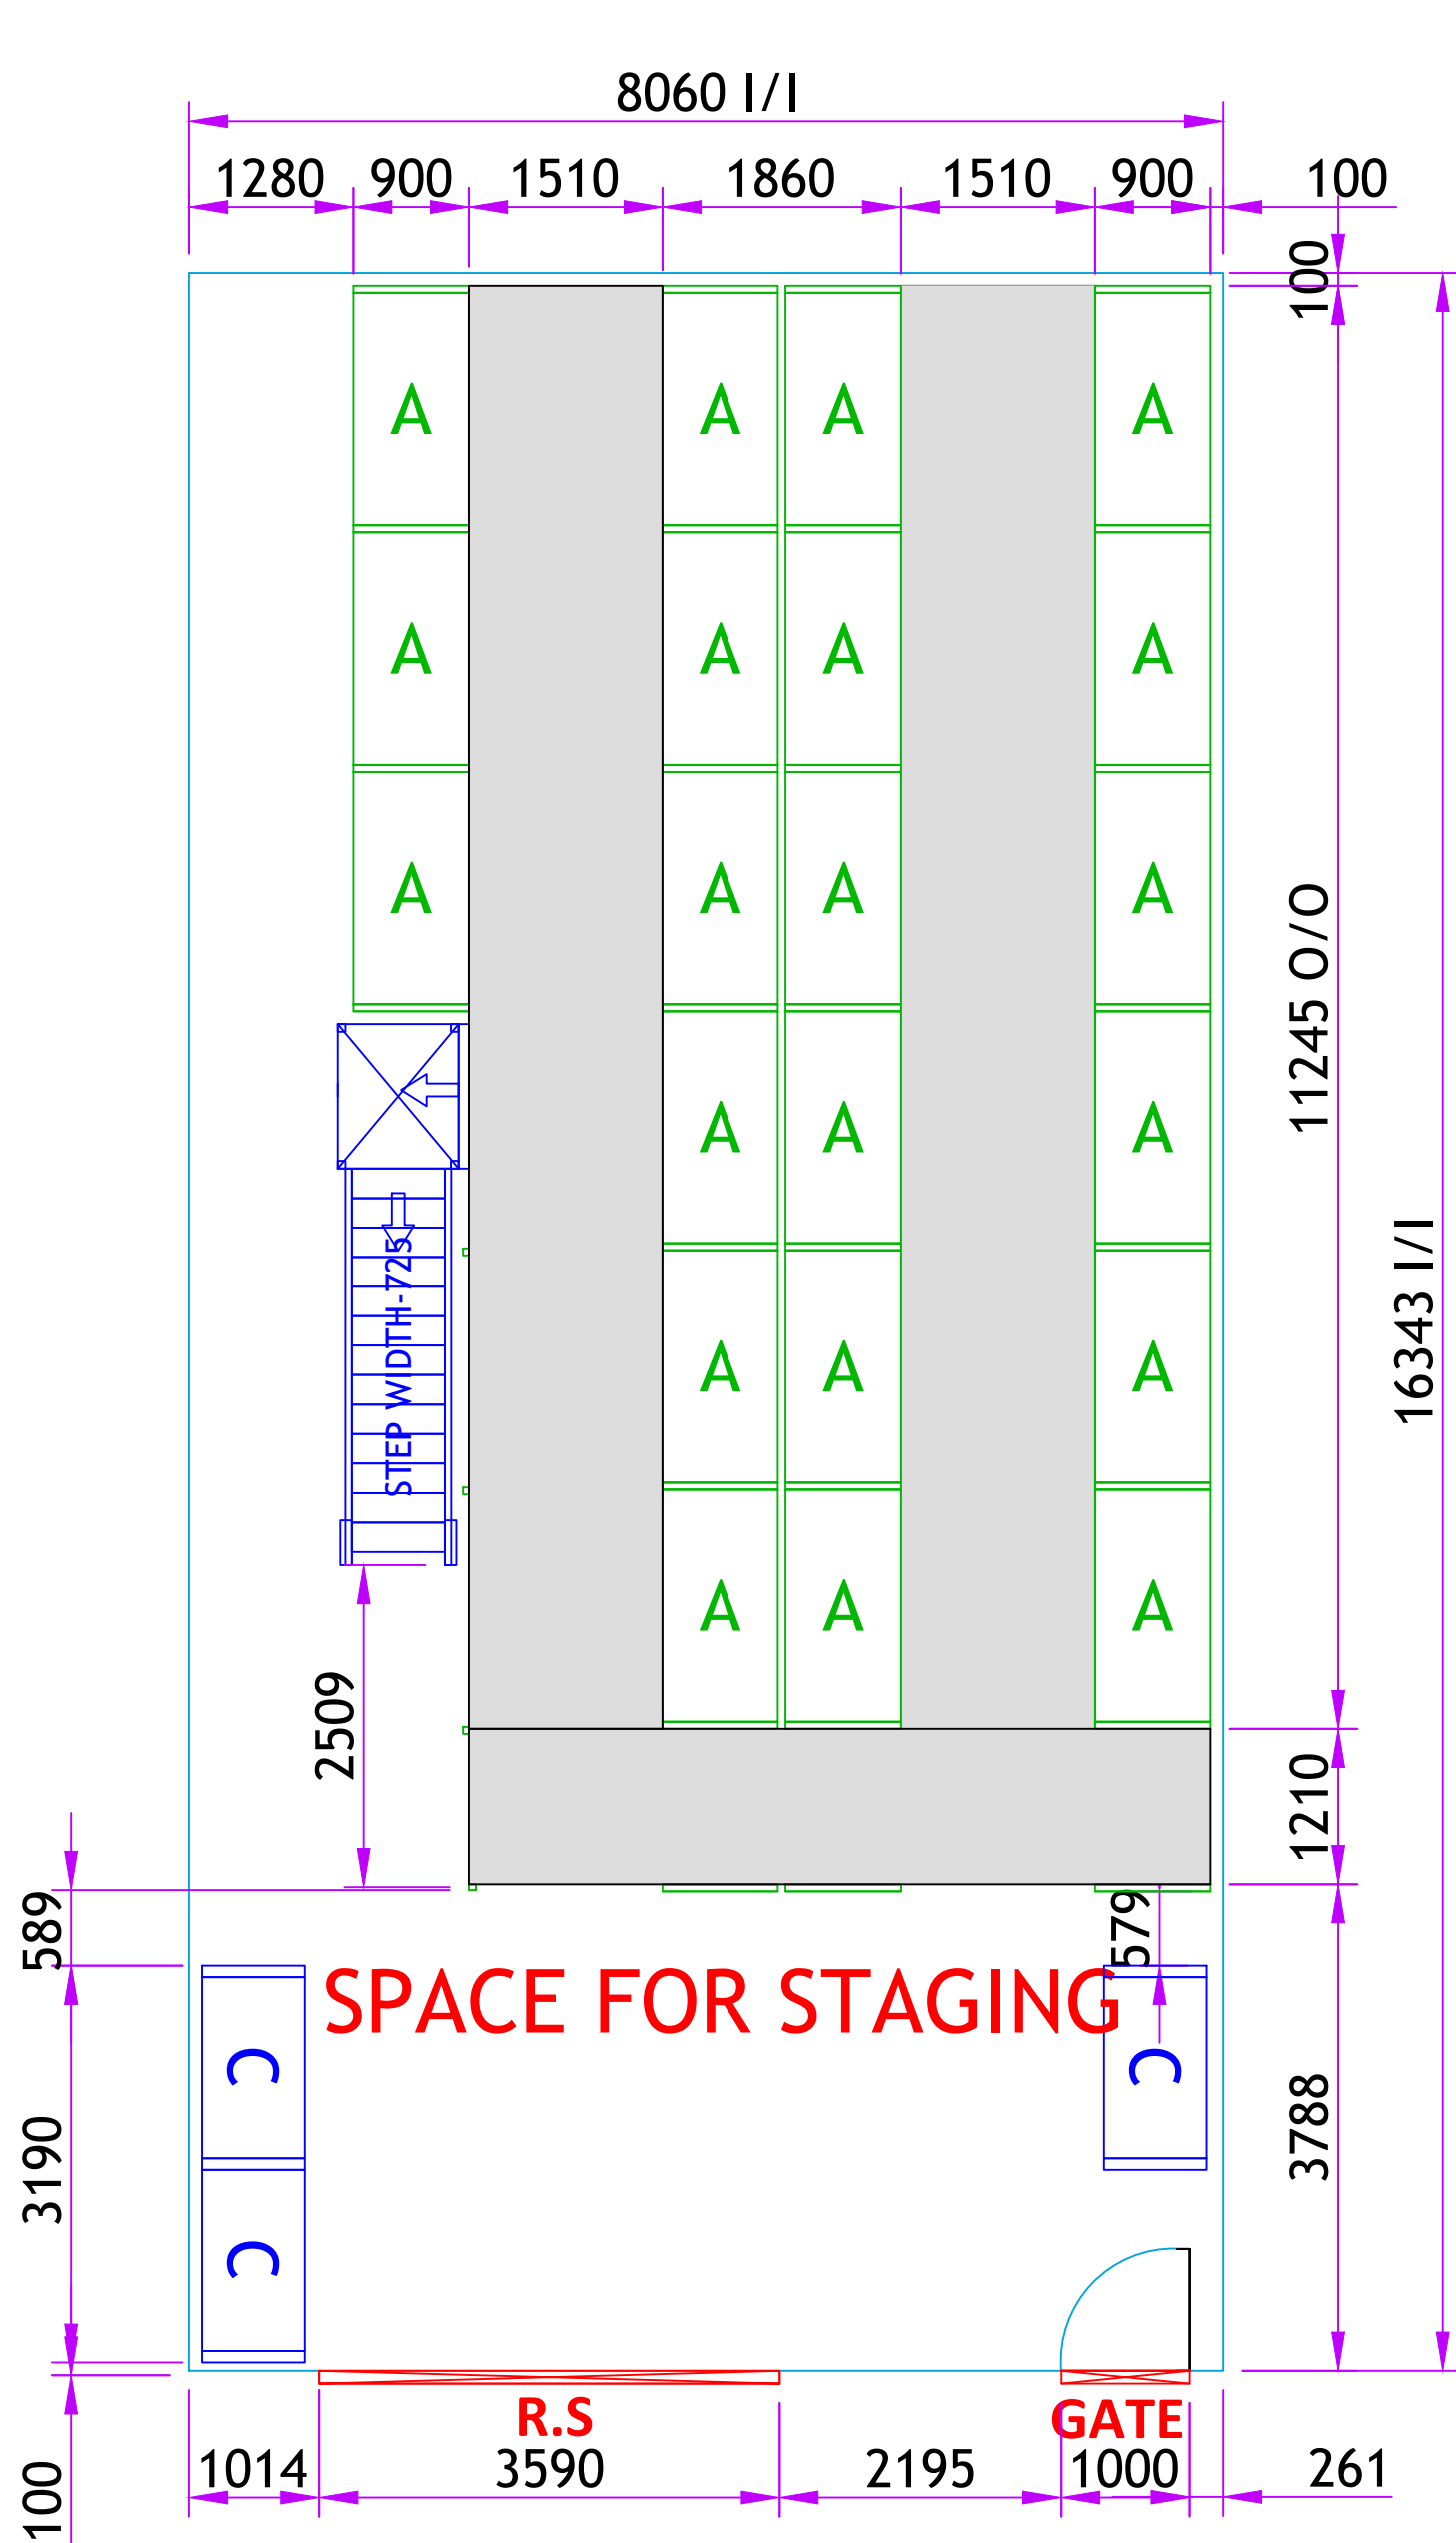 8060 I/I
1280 900 1510 1860 1510 900 100
100
A A A A
A A A A
A A A A
11245 O/O
A A A
16343 I/I
STEP WIDTH-725
A A A
A A A
2509
1210
589
579
SPACE FOR STAGING
C C
3190
3788
C
R.S GATE
1014 3590 2195 1000 261
100